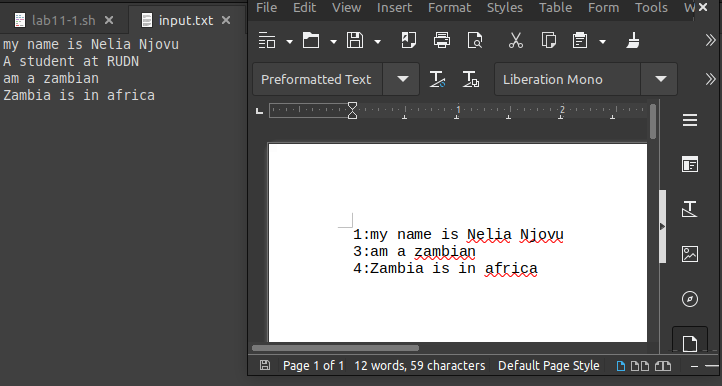 lab11-1.sh
input.txt
my name is Nelia Njovu
A student at RUDN
am a zambian
Zambia is in africa
File Edit View Insert Format Styles Table Form Tools
Preformatted Text
Liberation Mono
1 2
1:my name is Nelia Njovu
3:am a zambian
4:Zambia is in africa
Page 1 of 1 12 words, 59 characters Default Page Style